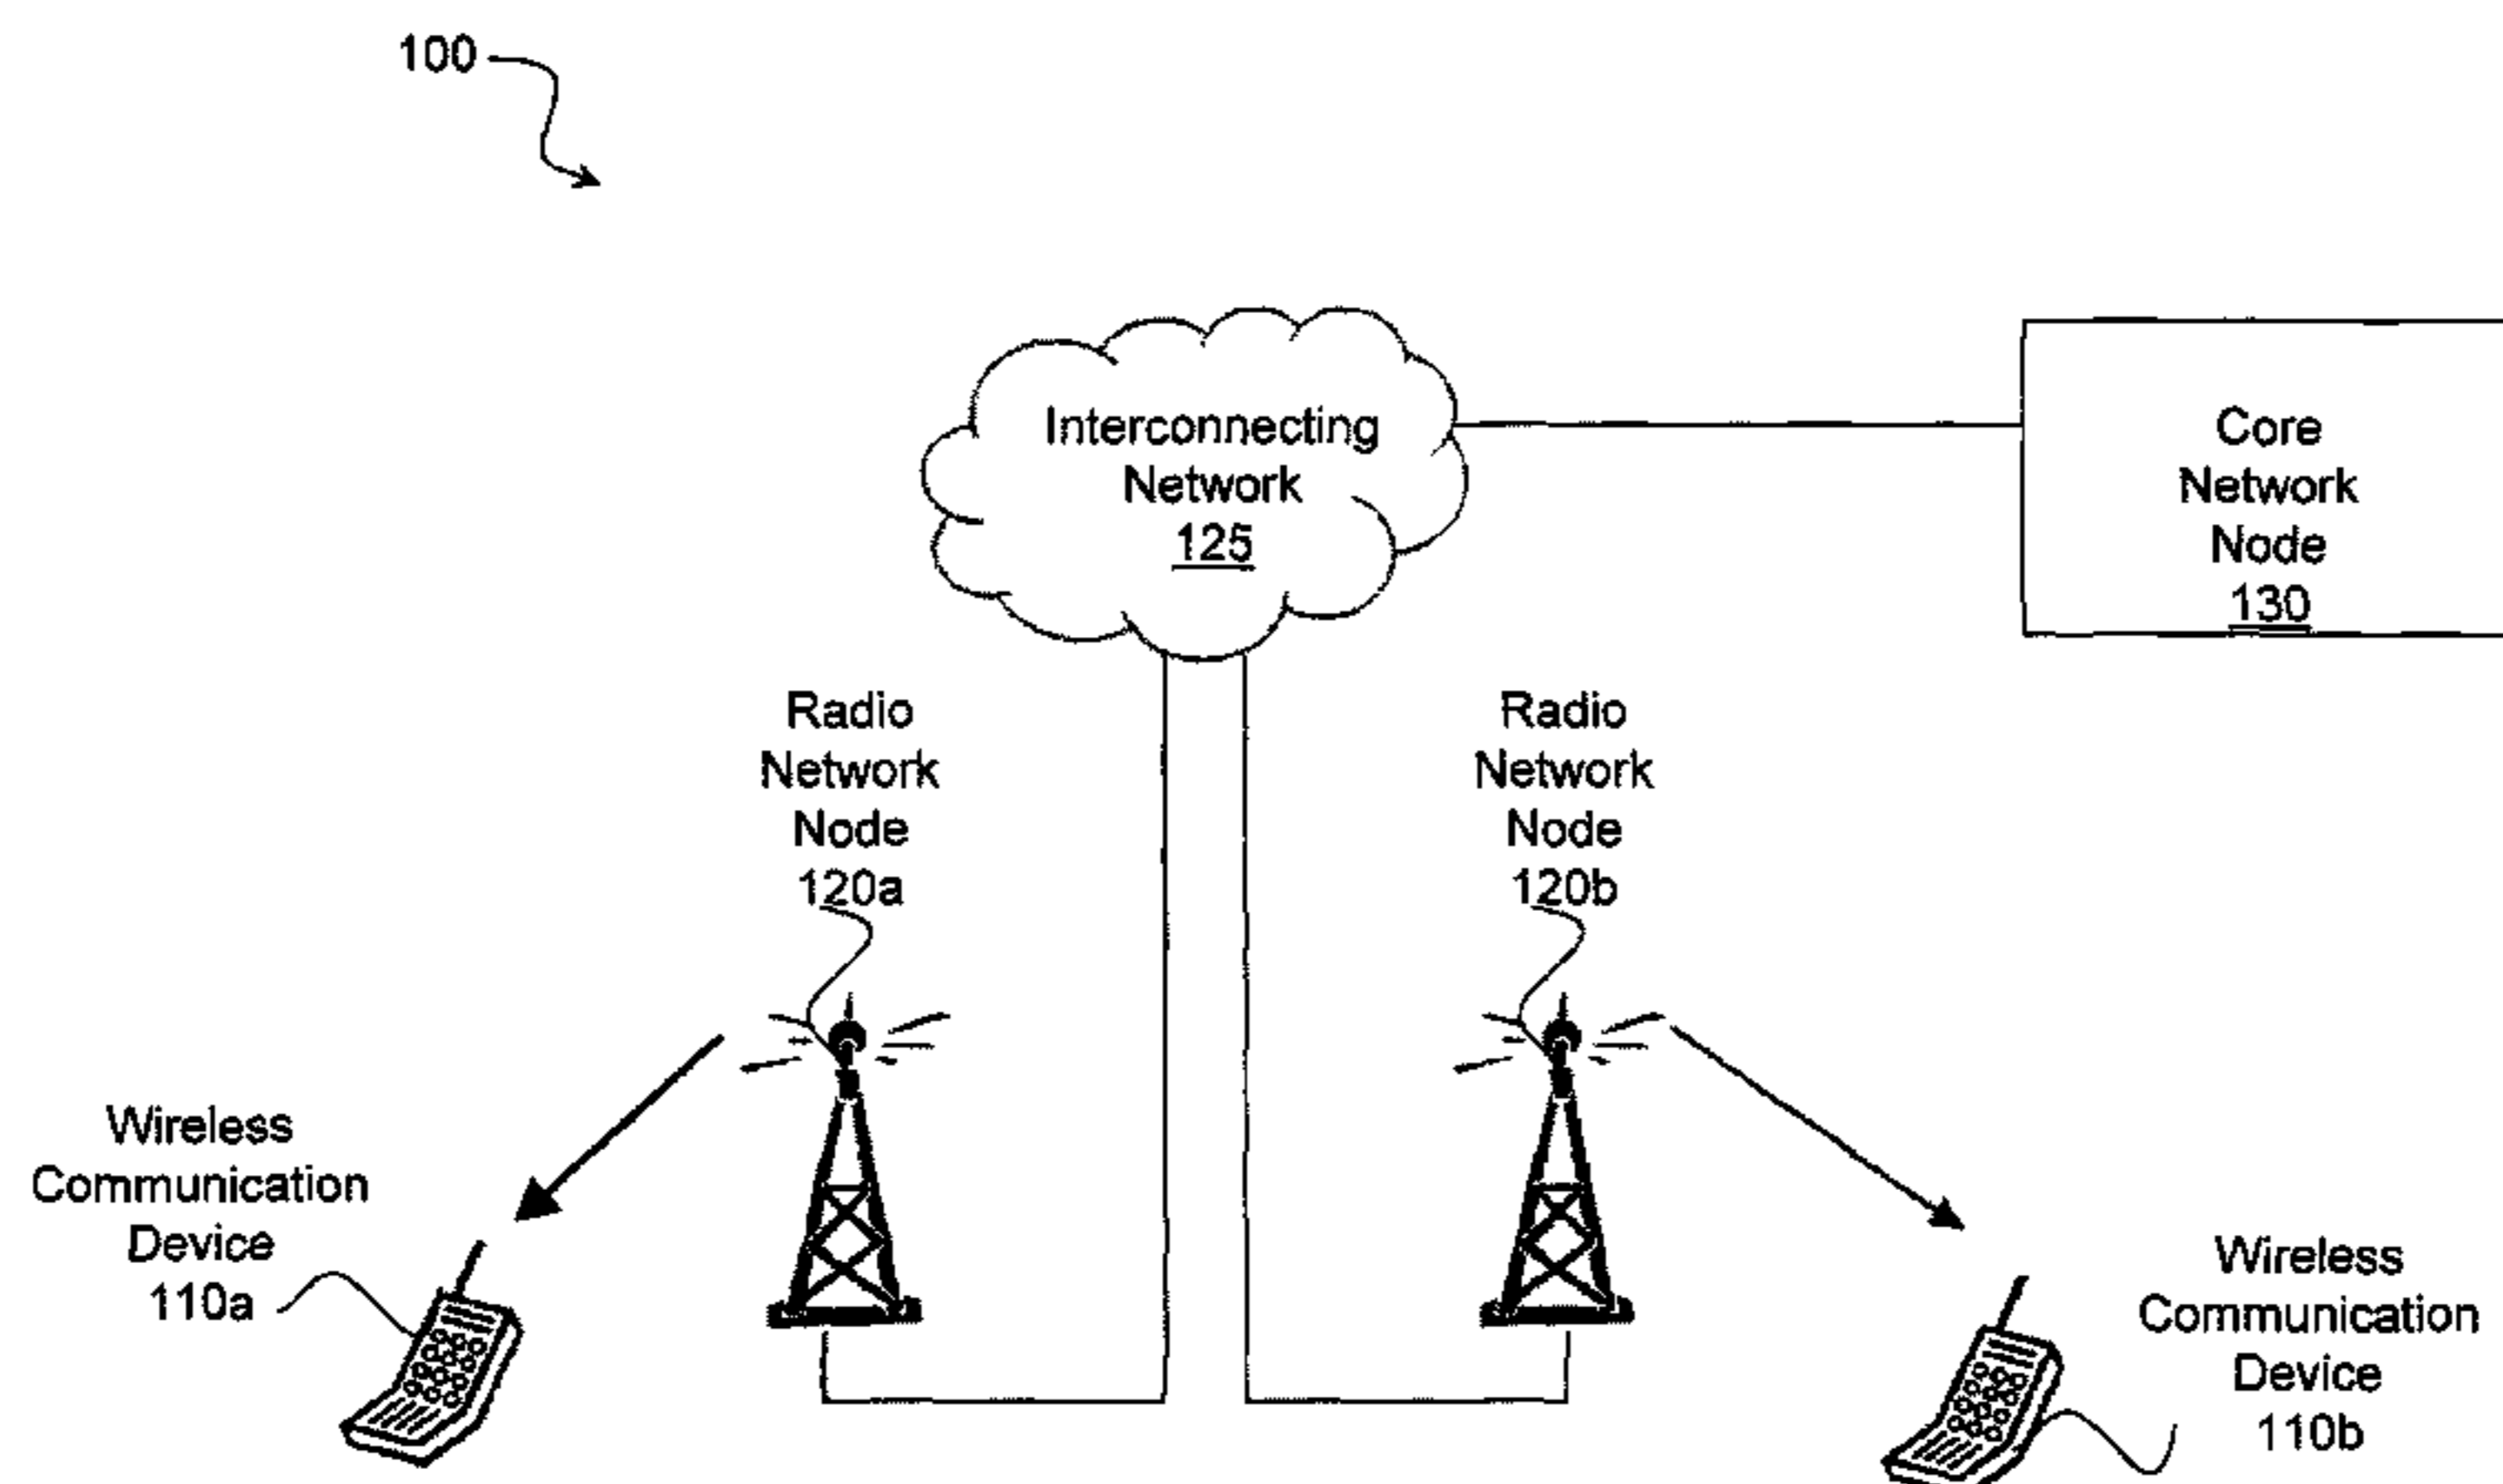 100
Interconnecting
Network
125
Core
Network
Node
130
Radio
Network
Node
120a
Radio
Network
Node
120b
Wireless
Communication
Device
110a
Wireless
Communication
Device
110b